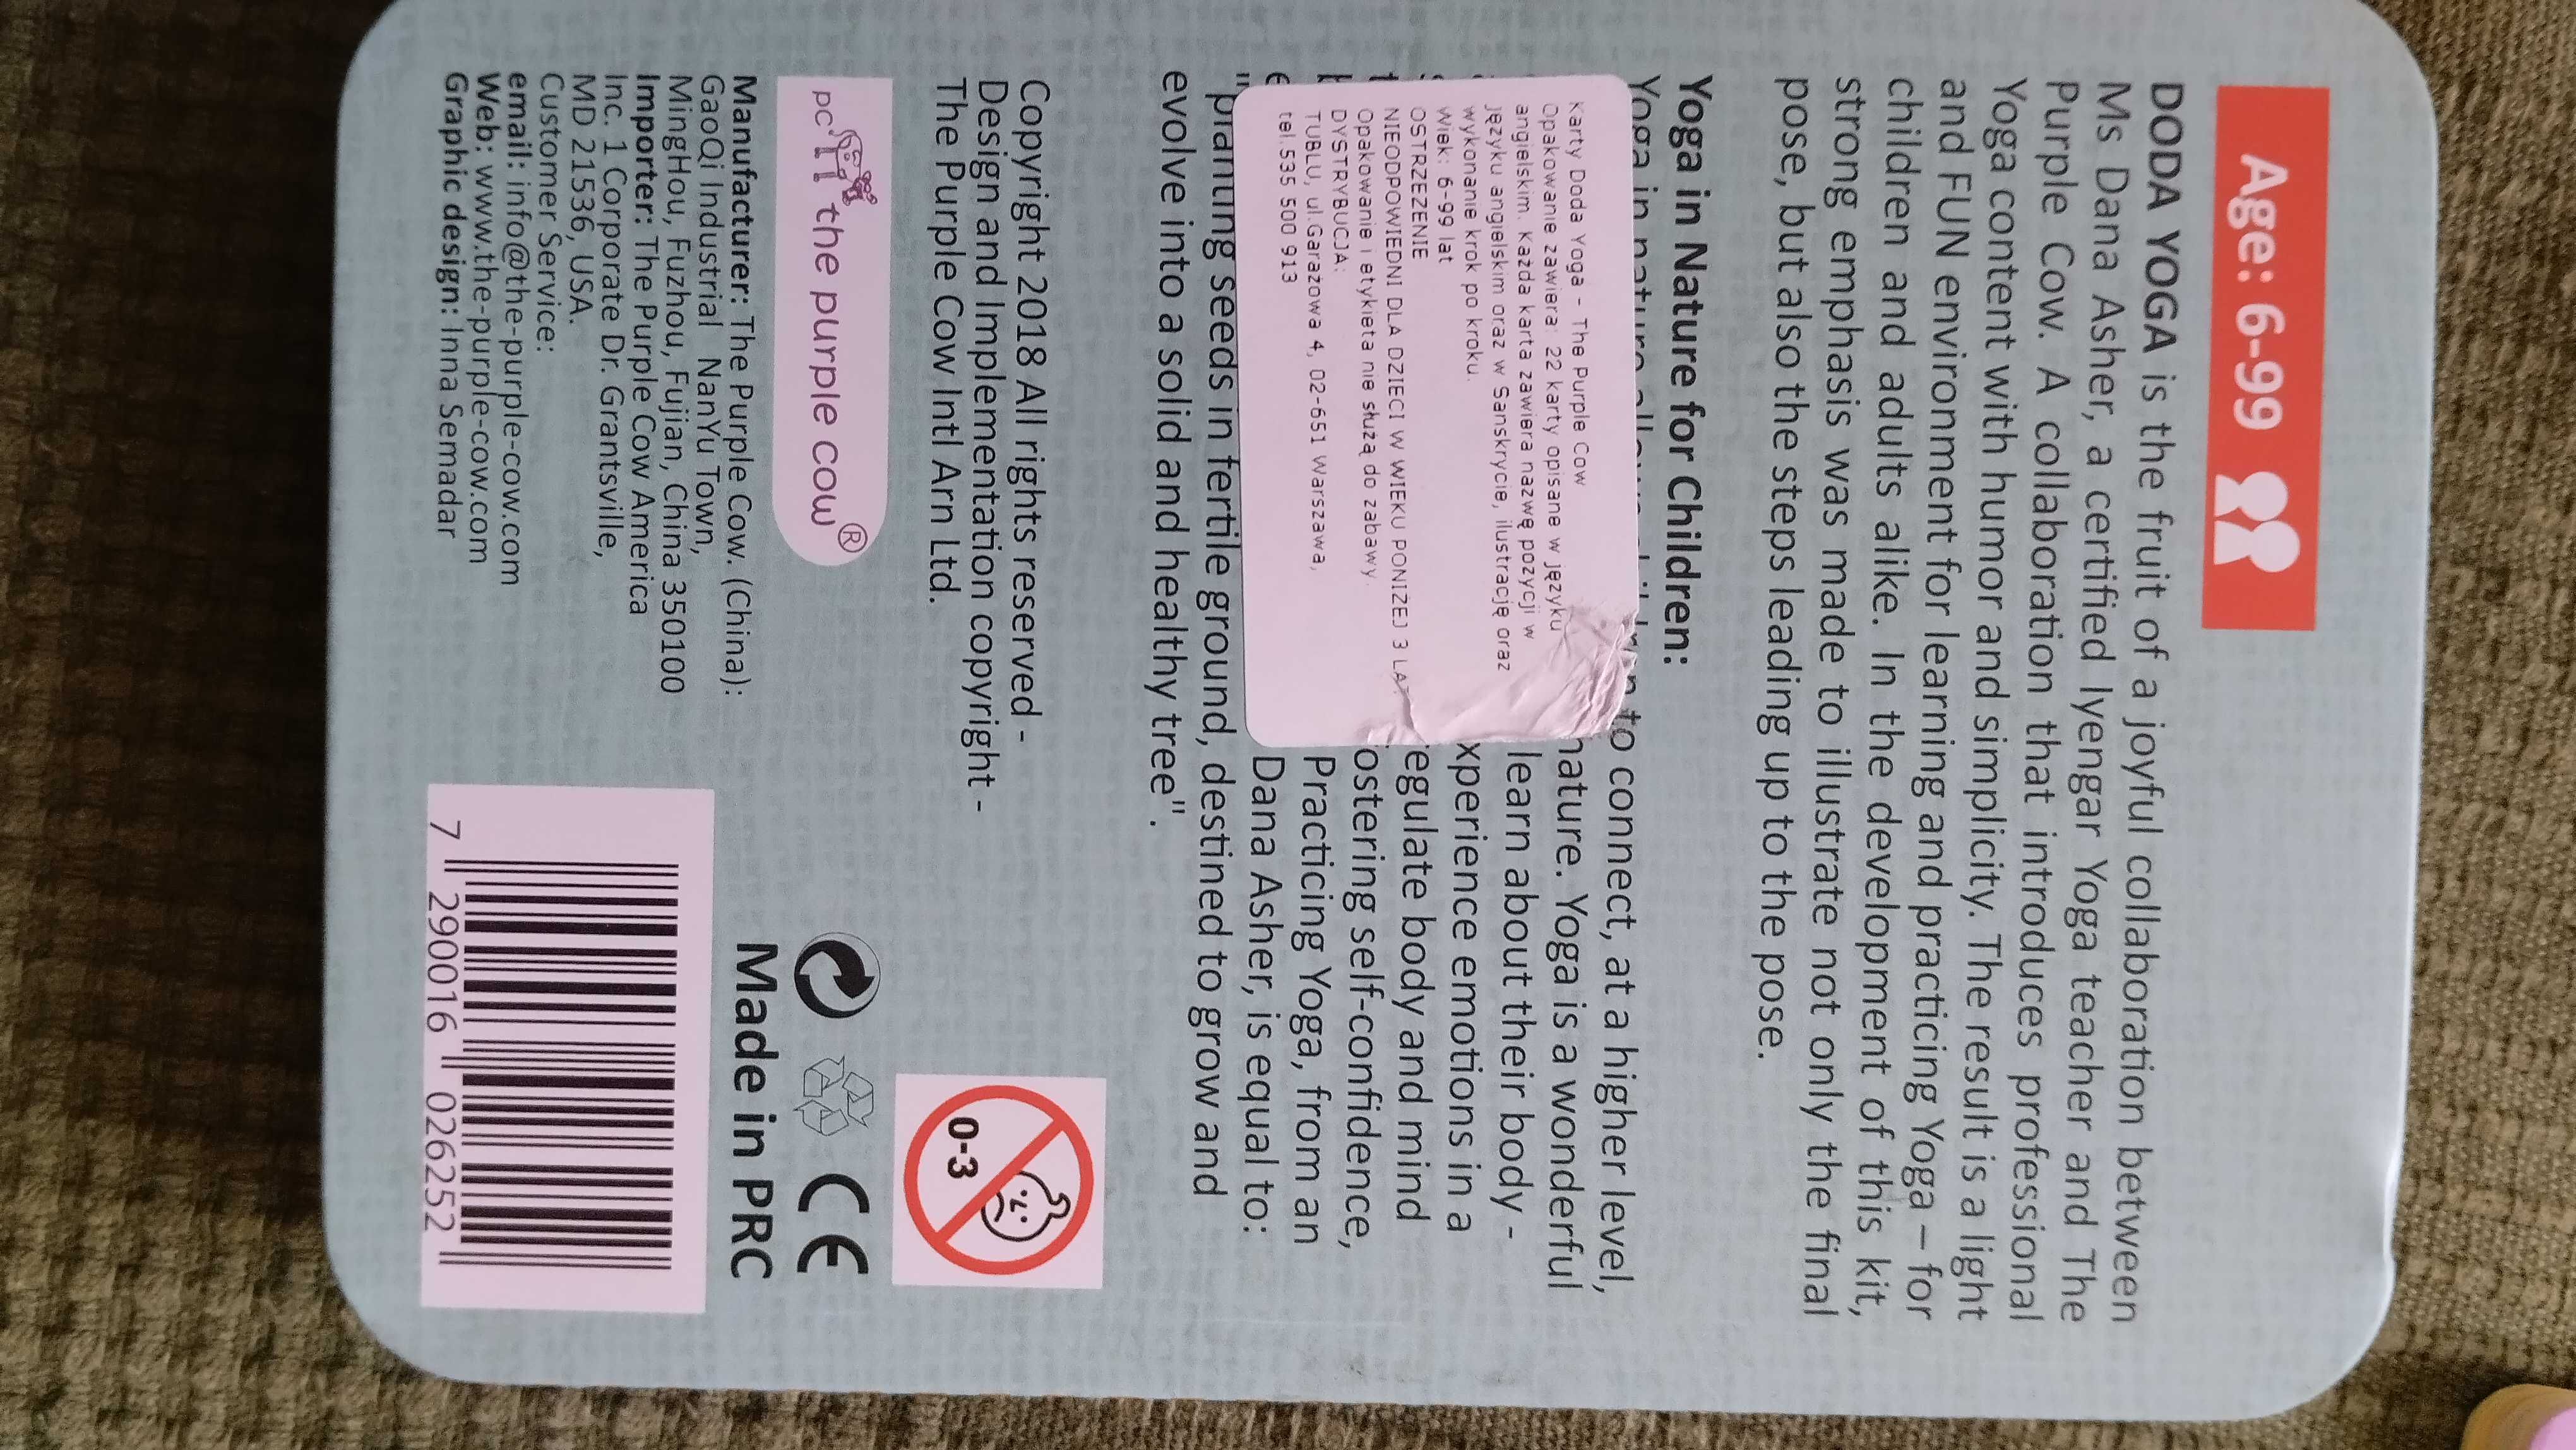 Age: 6-99
DODA YOGA is the fruit of a joyful collaboration between
Ms Dana Asher, a certified Iyengar Yoga teacher and The
Purple Cow. A collaboration that introduces professional
Yoga content with humor and simplicity. The result is a light
and FUN environment for learning and practicing Yoga – for
children and adults alike. In the development of this kit,
strong emphasis was made to illustrate not only the final
pose, but also the steps leading up to the pose.
Yoga in Nature for Children:
Yoga in nature to connect, at a higher level,
nature. Yoga is a wonderful
learn about their body -
xperience emotions in a
egulate body and mind
ostering self-confidence,
Practicing Yoga, from an
Dana Asher, is equal to:
"planting seeds in fertile ground, destined to grow and
evolve into a solid and healthy tree".
Karty Doda Yoga - The Purple Cow
Opakowanie zawiera: 22 karty opisane w języku
angielskim. Każda karta zawiera nazwę pozycji w
języku angielskim oraz w Sanskrycie, ilustrację oraz
wykonanie krok po kroku.
Wiek: 6-99 lat
OSTRZEŻENIE
NIEODPOWIEDNI DLA DZIECI W WIEKU PONIŻEJ 3 LAT
Opakowanie i etykieta nie służą do zabawy.
DYSTRYBUCJA:
TUBLU, ul.Garażowa 4, 02-651 Warszawa,
tel.535 500 913
Copyright 2018 All rights reserved -
Design and Implementation copyright -
The Purple Cow Intl Arn Ltd.
pc the purple cow®
Manufacturer: The Purple Cow. (China):
GaoQi Industrial NanYu Town,
MingHou, Fuzhou, Fujian, China 350100
Importer: The Purple Cow America
Inc. 1 Corporate Dr. Grantsville,
MD 21536, USA.
Customer Service:
email: info@the-purple-cow.com
Web: www.the-purple-cow.com
Graphic design: Inna Semadar
0-3
CE
Made in PRC
7 290016 026252